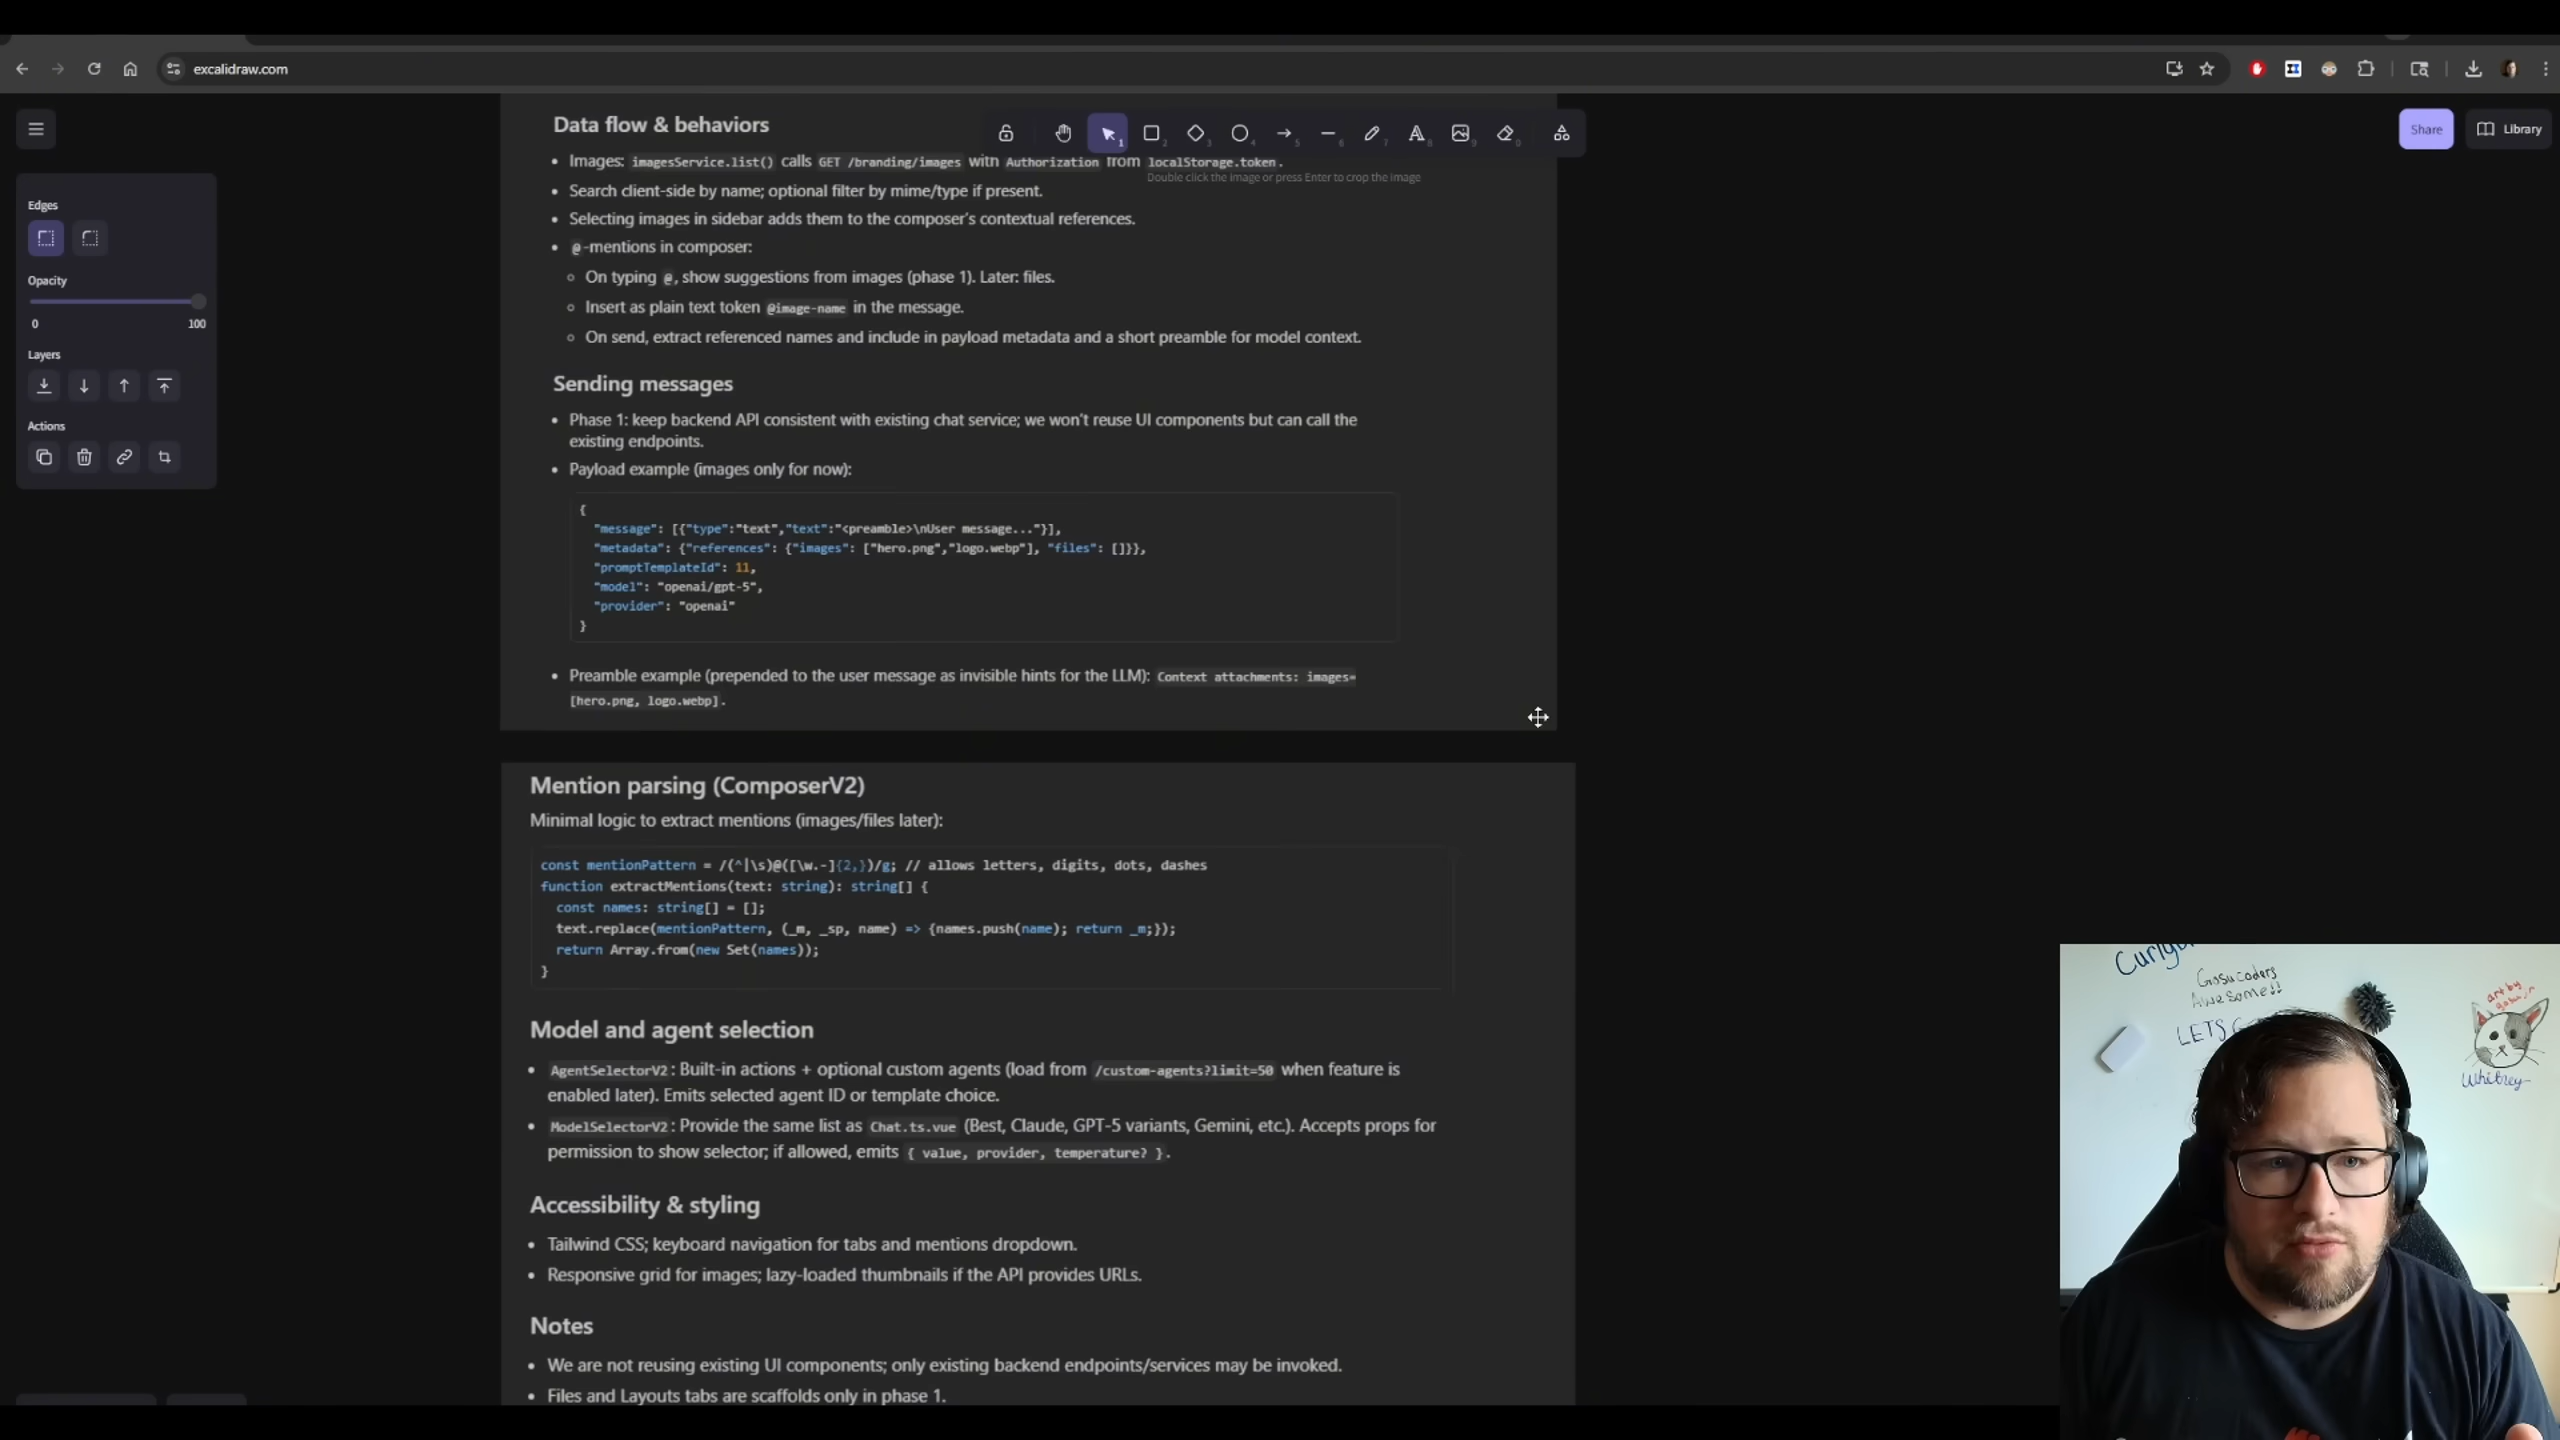 excalidraw.com
Share
Library
Data flow & behaviors
• Images: imagesService.list() calls GET /branding/images with Authorization from localStorage.token.
Double click the image or press Enter to crop the image
• Search client-side by name; optional filter by mime/type if present.
• Selecting images in sidebar adds them to the composer's contextual references.
• @-mentions in composer:
◦ On typing @, show suggestions from images (phase 1). Later: files.
◦ Insert as plain text token @image-name in the message.
◦ On send, extract referenced names and include in payload metadata and a short preamble for model context.
Edges
Opacity
0 100
Layers
Actions
Sending messages
• Phase 1: keep backend API consistent with existing chat service; we won't reuse UI components but can call the
existing endpoints.
• Payload example (images only for now):
{
"message": [{"type":"text","text":"<preamble>\nUser message..."}],
"metadata": {"references": {"images": ["hero.png","logo.webp"], "files": []}},
"promptTemplateId": 11,
"model": "openai/gpt-5",
"provider": "openai"
}
• Preamble example (prepended to the user message as invisible hints for the LLM): Context attachments: images=
[hero.png, logo.webp].
Mention parsing (ComposerV2)
Minimal logic to extract mentions (images/files later):
const mentionPattern = /(^|\s)@([\w.-]{2,})/g; // allows letters, digits, dots, dashes
function extractMentions(text: string): string[] {
const names: string[] = [];
text.replace(mentionPattern, (_m, _sp, name) => {names.push(name); return _m;});
return Array.from(new Set(names));
}
Model and agent selection
• AgentSelectorV2: Built-in actions + optional custom agents (load from /custom-agents?limit=50 when feature is
enabled later). Emits selected agent ID or template choice.
• ModelSelectorV2: Provide the same list as Chat.ts.vue (Best, Claude, GPT-5 variants, Gemini, etc.). Accepts props for
permission to show selector; if allowed, emits { value, provider, temperature? }.
Accessibility & styling
• Tailwind CSS; keyboard navigation for tabs and mentions dropdown.
• Responsive grid for images; lazy-loaded thumbnails if the API provides URLs.
Notes
• We are not reusing existing UI components; only existing backend endpoints/services may be invoked.
• Files and Layouts tabs are scaffolds only in phase 1.
Gosucoders
Awesome!!
LETS
art by
Whitney